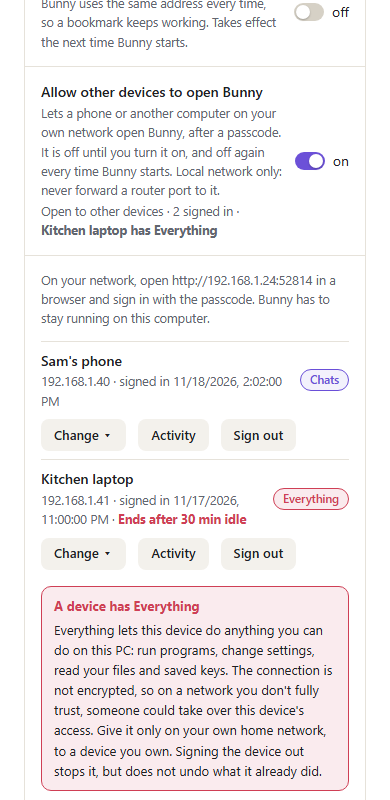 Bunny uses the same address every time,
so a bookmark keeps working. Takes effect
the next time Bunny starts.
off
Allow other devices to open Bunny
Lets a phone or another computer on your
own network open Bunny, after a passcode.
It is off until you turn it on, and off again
every time Bunny starts. Local network only:
never forward a router port to it.
on
Open to other devices · 2 signed in ·
Kitchen laptop has Everything
On your network, open http://192.168.1.24:52814 in a
browser and sign in with the passcode. Bunny has to
stay running on this computer.
Sam's phone
192.168.1.40 · signed in 11/18/2026, 2:02:00
PM
Chats
Change
Activity
Sign out
Kitchen laptop
192.168.1.41 · signed in 11/17/2026,
11:00:00 PM · Ends after 30 min idle
Everything
Change
Activity
Sign out
A device has Everything
Everything lets this device do anything you can
do on this PC: run programs, change settings,
read your files and saved keys. The connection is
not encrypted, so on a network you don't fully
trust, someone could take over this device's
access. Give it only on your own home network,
to a device you own. Signing the device out
stops it, but does not undo what it already did.